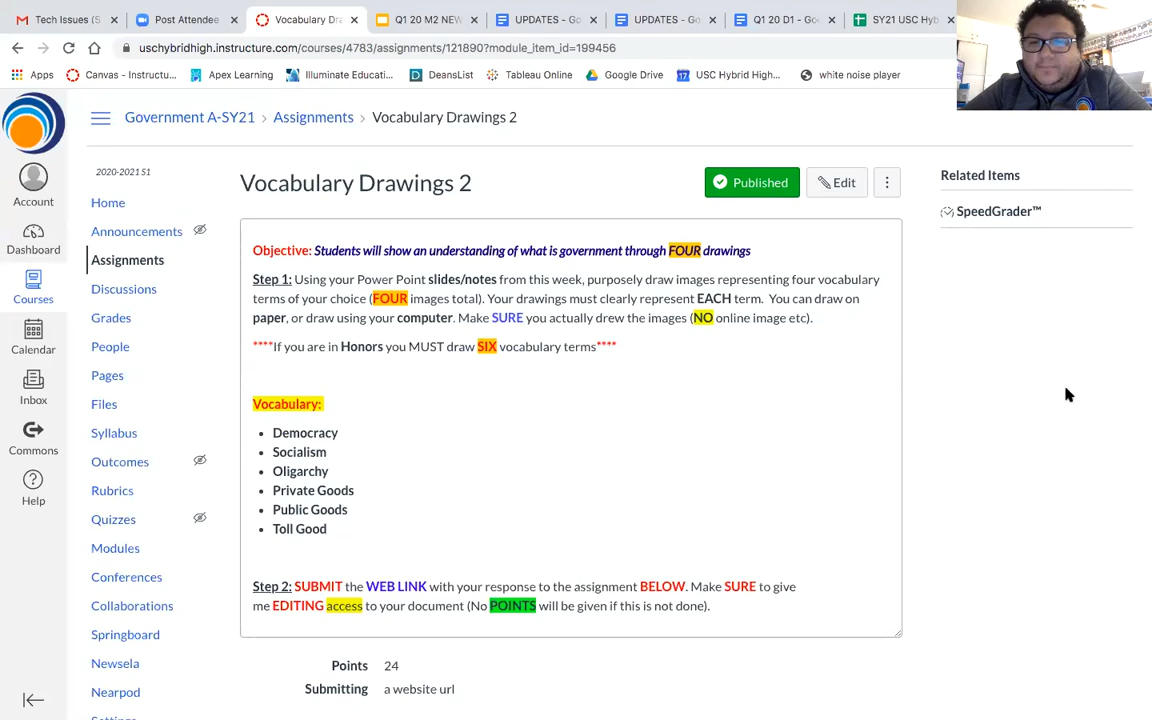 Tech Issues (S
Post Attendee
Vocabulary Dra
Q1 20 M2 NEW
UPDATES - Go
UPDATES - Go
Q1 20 D1 - Goo
SY21 USC Hyb
uschybridhigh.instructure.com/courses/4783/assignments/121890?module_item_id=199456
Apps
Canvas - Instructu...
Apex Learning
Illuminate Educati...
DeansList
Tableau Online
Google Drive
17
USC Hybrid High...
white noise player
Government A-SY21 › Assignments › Vocabulary Drawings 2
Account
Dashboard
Courses
Calendar
Inbox
Commons
Help
2020-2021 S1
Home
Announcements
Assignments
Discussions
Grades
People
Pages
Files
Syllabus
Outcomes
Rubrics
Quizzes
Modules
Conferences
Collaborations
Springboard
Newsela
Nearpod
Settings
Vocabulary Drawings 2
Published
Edit
Objective: Students will show an understanding of what is government through FOUR drawings
Step 1: Using your Power Point slides/notes from this week, purposely draw images representing four vocabulary
terms of your choice (FOUR images total). Your drawings must clearly represent EACH term. You can draw on
paper, or draw using your computer. Make SURE you actually drew the images (NO online image etc).
****If you are in Honors you MUST draw SIX vocabulary terms****
Vocabulary:
• Democracy
• Socialism
• Oligarchy
• Private Goods
• Public Goods
• Toll Good
Step 2: SUBMIT the WEB LINK with your response to the assignment BELOW. Make SURE to give
me EDITING access to your document (No POINTS will be given if this is not done).
Points 24
Submitting a website url
Related Items
SpeedGrader™